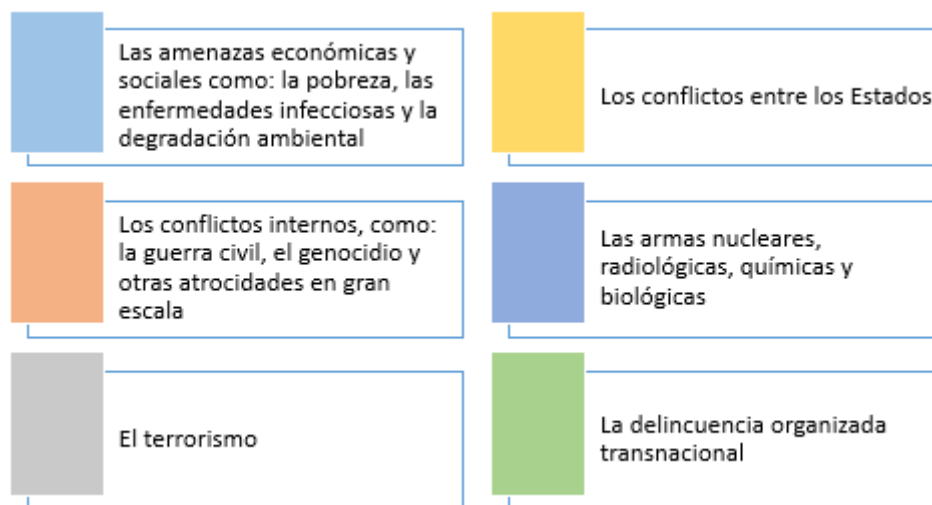 Las amenazas económicas y
sociales como: la pobreza, las
enfermedades infecciosas y la
degradación ambiental
Los conflictos entre los Estados
Los conflictos internos, como:
la guerra civil, el genocidio y
otras atrocidades en gran
escala
Las armas nucleares,
radiológicas, químicas y
biológicas
El terrorismo
La delincuencia organizada
transnacional